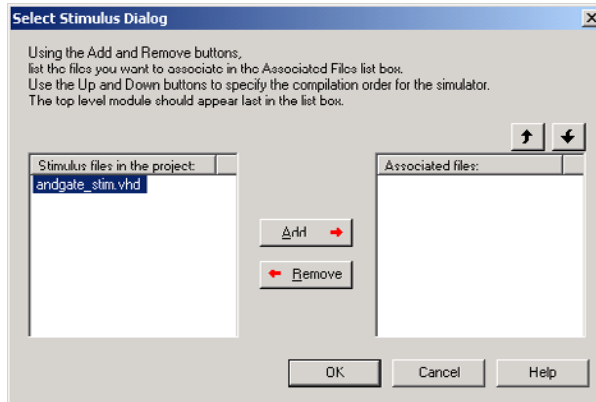 Select Stimulus Dialog
Using the Add and Remove buttons,
list the files you want to associate in the Associated Files list box.
Use the Up and Down buttons to specify the compilation order for the simulator.
The top level module should appear last in the list box.
Stimulus files in the project:
Associated files:
andgate_stim.vhd
Add
Remove
OK
Cancel
Help